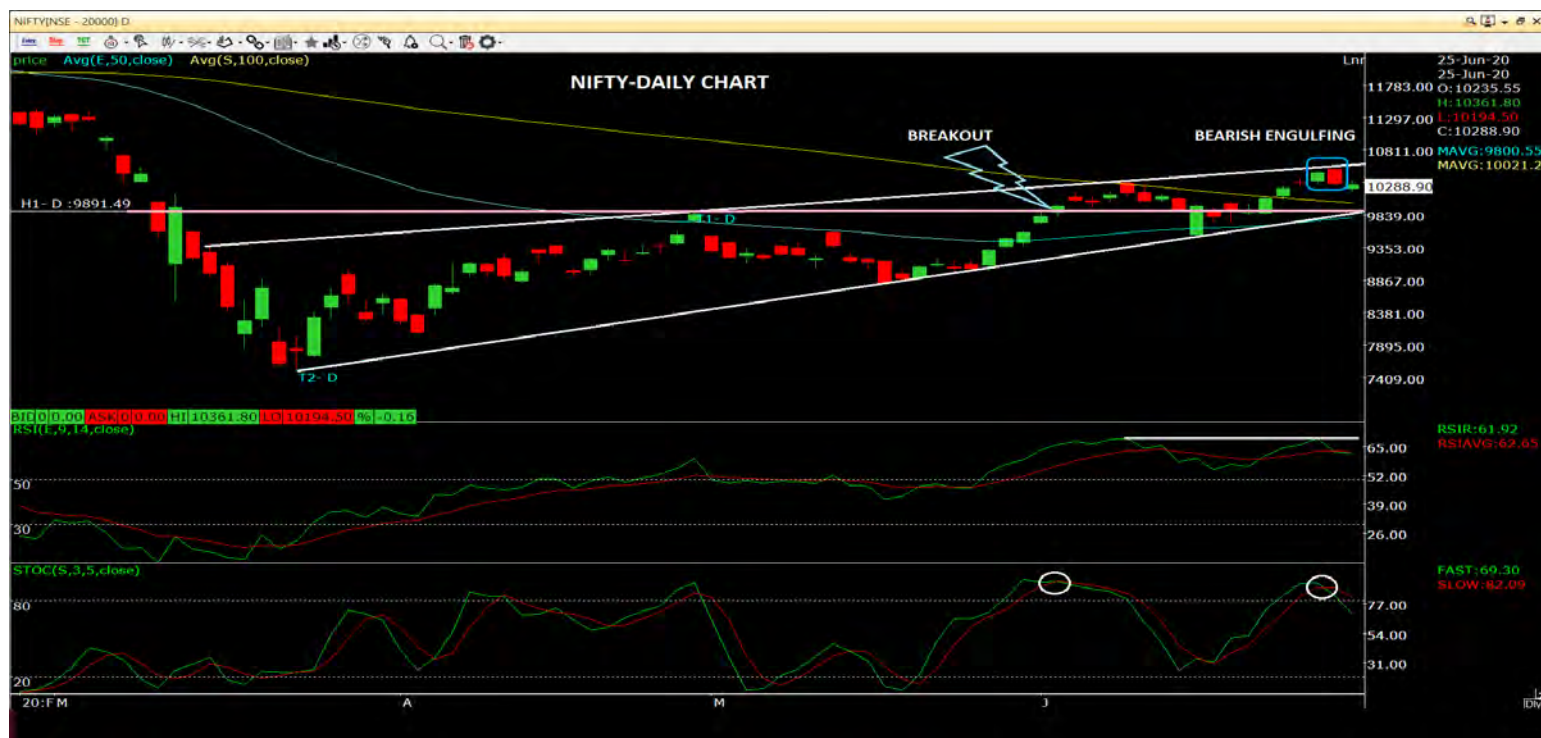 NIFTY[NSE - 20000] D
price Avg(E,50,close) Avg(S,100,close)
Lnr
25-Jun-20
25-Jun-20
O:10235.55
H:10361.80
L:10194.50
C:10288.90
MAVG:9800.55
MAVG:10021.2
NIFTY-DAILY CHART
BREAKOUT
BEARISH ENGULFING
11783.00
11297.00
10811.00
10288.90
9839.00
9353.00
8867.00
8381.00
7895.00
7409.00
H1- D :9891.49
T1- D
T2- D
BID 0 0.00 ASK 0 0.00 HI 10361.80 LO 10194.50 % -0.16
RSI(E,9,14,close)
RSIR:61.92
RSIAVG:62.65
65.00
52.00
39.00
26.00
50
30
STOC(S,3,5,close)
FAST:69.30
SLOW:82.09
77.00
54.00
31.00
80
20
20:F M A M J